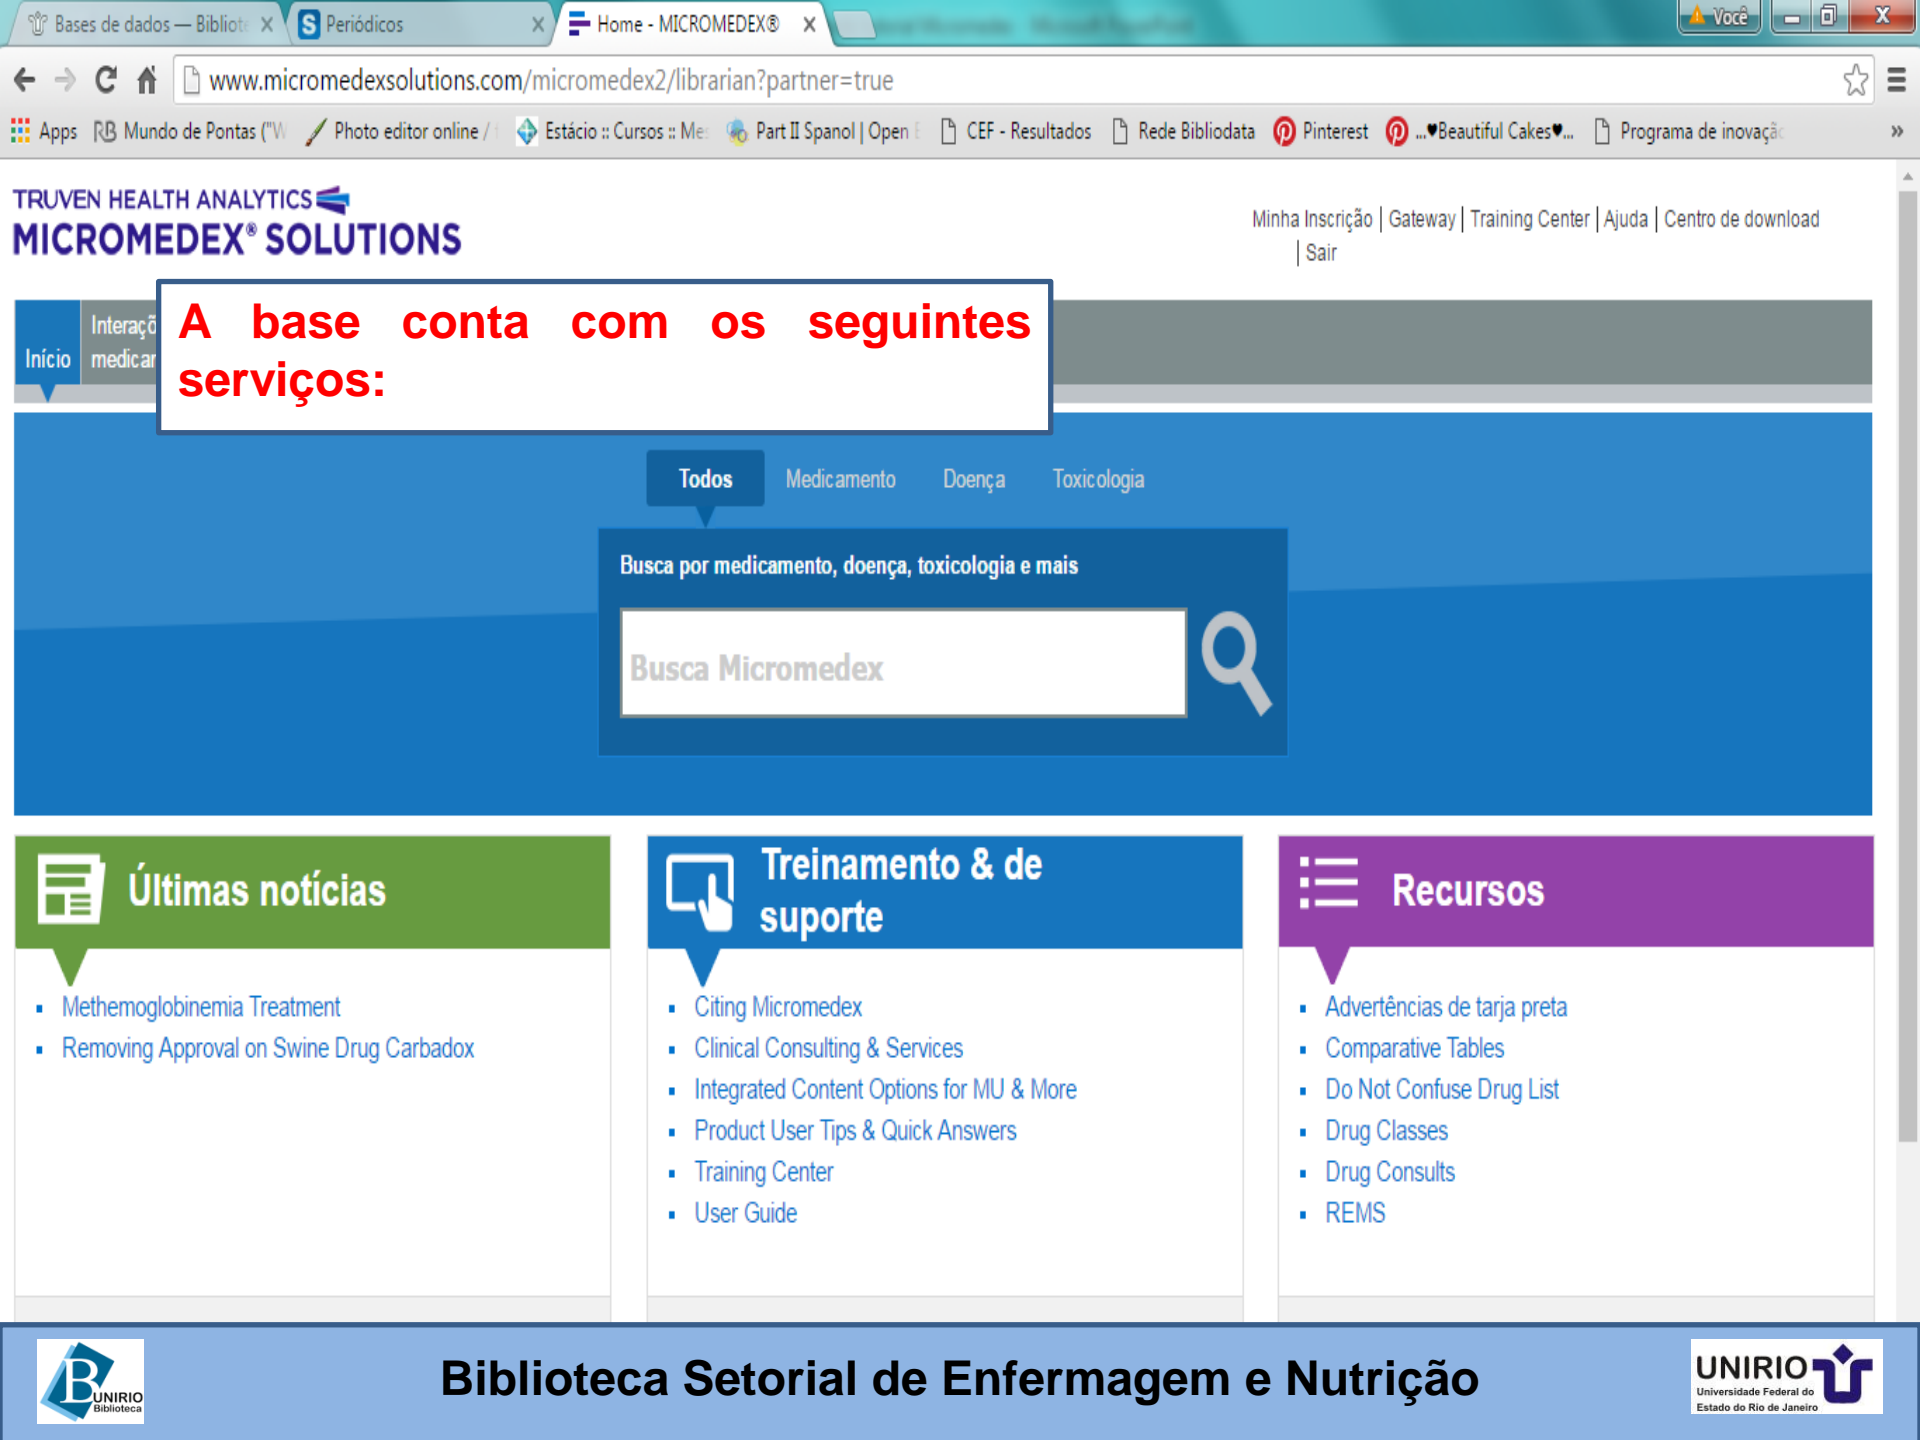 Bases de dados — Bibliote
Periódicos
Home - MICROMEDEX®
Você
www.micromedexsolutions.com/micromedex2/librarian?partner=true
Apps
Mundo de Pontas ("W
Photo editor online /
Estácio :: Cursos :: Me
Part II Spanol | Open
CEF - Resultados
Rede Bibliodata
Pinterest
...♥Beautiful Cakes♥...
Programa de inovaçã
»
TRUVEN HEALTH ANALYTICS
MICROMEDEX® SOLUTIONS
Minha Inscrição | Gateway | Training Center | Ajuda | Centro de download
| Sair
Início
Interaçõ
medicar
A base conta com os seguintes
serviços:
Todos Medicamento Doença Toxicologia
Busca por medicamento, doença, toxicologia e mais
Busca Micromedex
Últimas notícias
Methemoglobinemia Treatment
Removing Approval on Swine Drug Carbadox
Treinamento & de
suporte
Citing Micromedex
Clinical Consulting & Services
Integrated Content Options for MU & More
Product User Tips & Quick Answers
Training Center
User Guide
Recursos
Advertências de tarja preta
Comparative Tables
Do Not Confuse Drug List
Drug Classes
Drug Consults
REMS
B
UNIRIO
Biblioteca
Biblioteca Setorial de Enfermagem e Nutrição
UNIRIO
Universidade Federal do
Estado do Rio de Janeiro